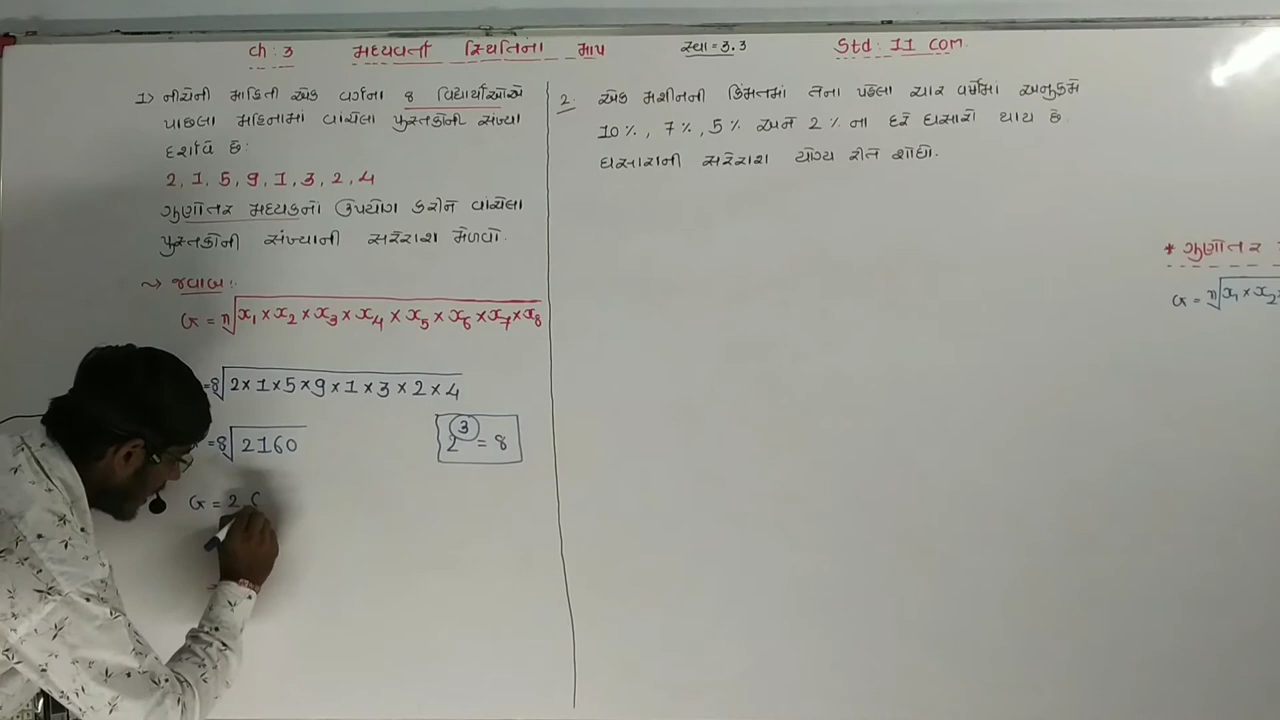 ch : 3 મધ્યવર્તી સ્થિતિના માપ સ્વા = 3.3 Std : 11 com.
1) નીચેની માહિતી એક વર્ગના 8 વિદ્યાર્થીઓએ
પાછલા મહિનામાં વાંચેલા પુસ્તકોની સંખ્યા
દર્શાવે છે:
2, 1, 5, 9, 1, 3, 2, 4
ગુણોત્તર મધ્યકનો ઉપયોગ કરીને વાંચેલા
પુસ્તકોની સંખ્યાની સરેરાશ મેળવો.
~> જવાબ :
G = n√x1 × x2 × x3 × x4 × x5 × x6 × x7 × x8
= 8√2 × 1 × 5 × 9 × 1 × 3 × 2 × 4
= 8√2160
2^3 = 8
G = 2.
2. એક મશીનની કિંમતમાં તેના પહેલા ચાર વર્ષમાં અનુક્રમે
10%, 7%, 5% અને 2% ના દરે ઘસારો થાય છે.
ઘસારાની સરેરાશ યોગ્ય રીતે શોધો.
* ગુણોત્તર
G = n√x1 × x2